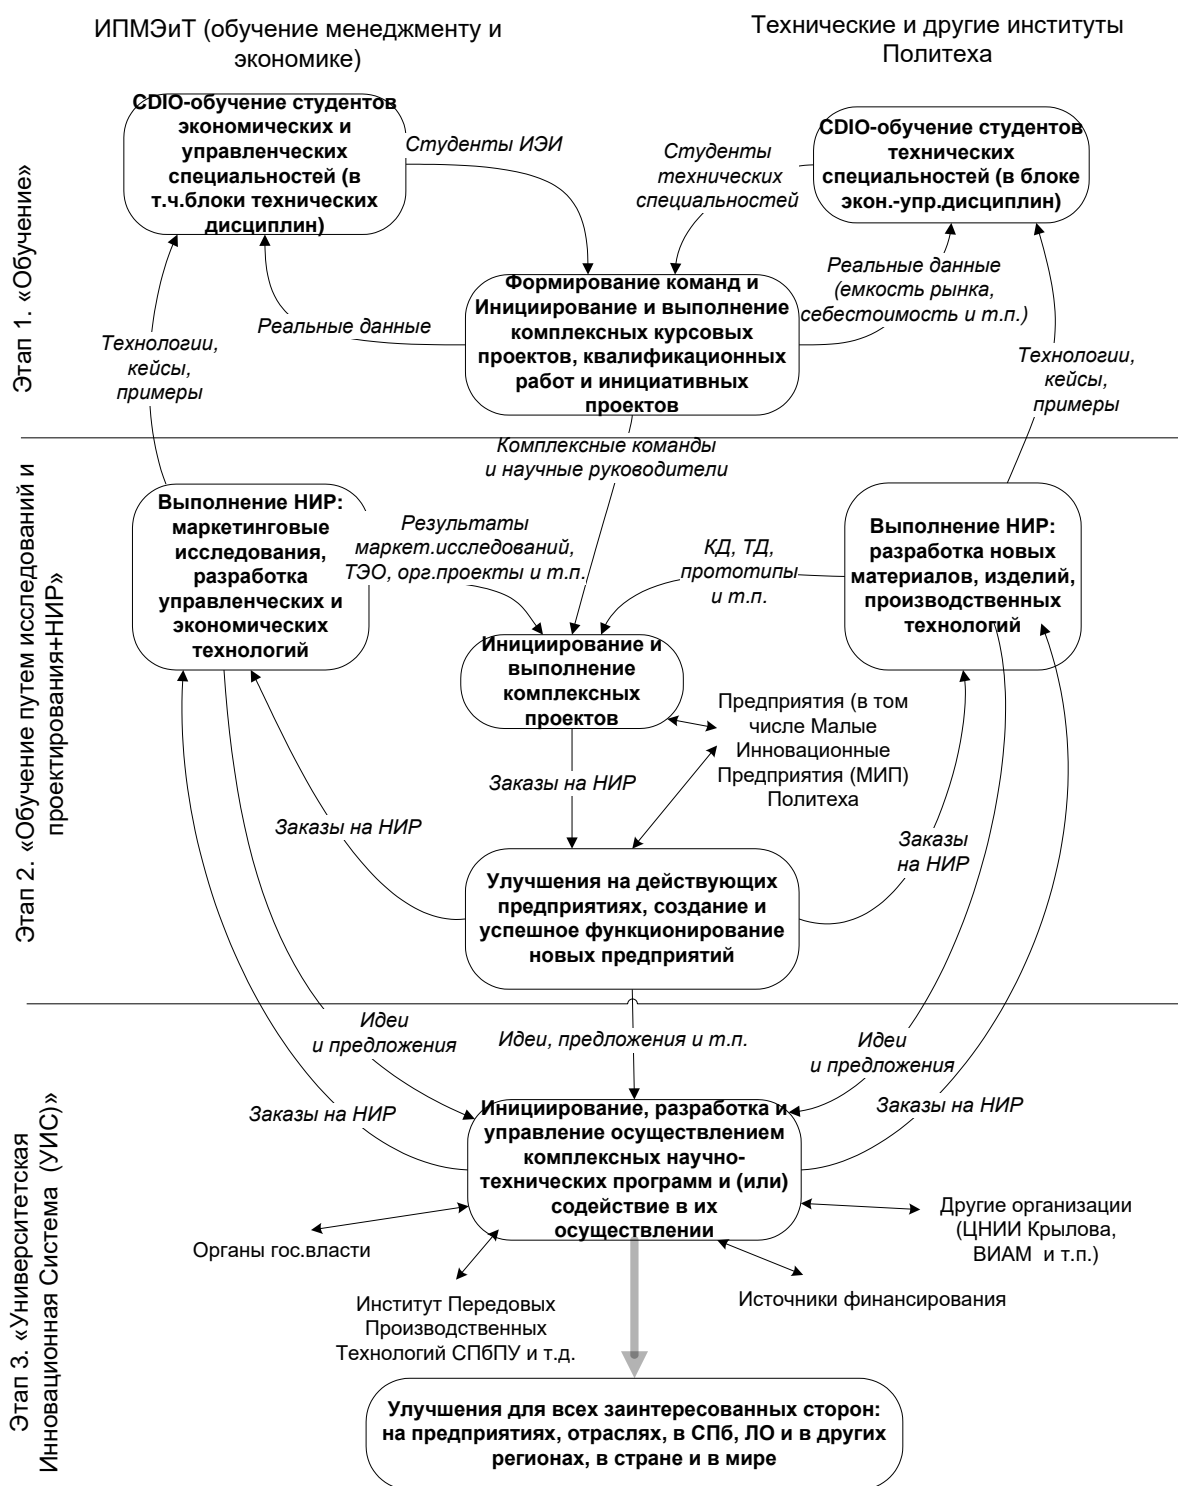 ИПМЭиТ (обучение менеджменту и
экономике)
Технические и другие институты
Политеха
Этап 1. «Обучение»
CDIO-обучение студентов
экономических и
управленческих
специальностей (в
т.ч.блоки технических
дисциплин)
Студенты ИЭИ
Студенты
технических
специальностей
CDIO-обучение студентов
технических
специальностей (в блоке
экон.-упр.дисциплин)
Формирование команд и
Инициирование и выполнение
комплексных курсовых
проектов, квалификационных
работ и инициативных
проектов
Реальные данные
Реальные данные
(емкость рынка,
себестоимость и т.п.)
Технологии,
кейсы,
примеры
Технологии,
кейсы,
примеры
Комплексные команды
и научные руководители
Этап 2. «Обучение путем исследований и
проектирования+НИР»
Выполнение НИР:
маркетинговые
исследования,
разработка
управленческих и
экономических
технологий
Результаты
маркет.исследований,
ТЭО, орг.проекты и т.п.
КД, ТД,
прототипы
и т.п.
Выполнение НИР:
разработка новых
материалов, изделий,
производственных
технологий
Инициирование и
выполнение
комплексных
проектов
Предприятия (в том
числе Малые
Инновационные
Предприятия (МИП)
Политеха
Заказы на НИР
Заказы на НИР
Заказы
на НИР
Улучшения на действующих
предприятиях, создание и
успешное функционирование
новых предприятий
Этап 3. «Университетская
Инновационная Система  (УИС)»
Идеи
и предложения
Идеи, предложения и т.п.
Идеи
и предложения
Заказы на НИР
Заказы на НИР
Инициирование, разработка и
управление осуществлением
комплексных научно-
технических программ и (или)
содействие в их
осуществлении
Органы гос.власти
Институт Передовых
Производственных
Технологий СПбПУ и т.д.
Источники финансирования
Другие организации
(ЦНИИ Крылова,
ВИАМ  и т.п.)
Улучшения для всех заинтересованных сторон:
на предприятиях, отраслях, в СПб, ЛО и в других
регионах, в стране и в мире